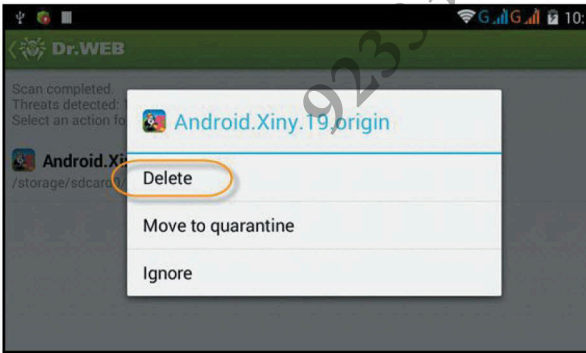 G G 10:
Dr.WEB
Scan completed.
Threats detected:
Select an action fo
Android.Xi
/storage/sdcard0/
Android.Xiny.19.origin
Delete
Move to quarantine
Ignore